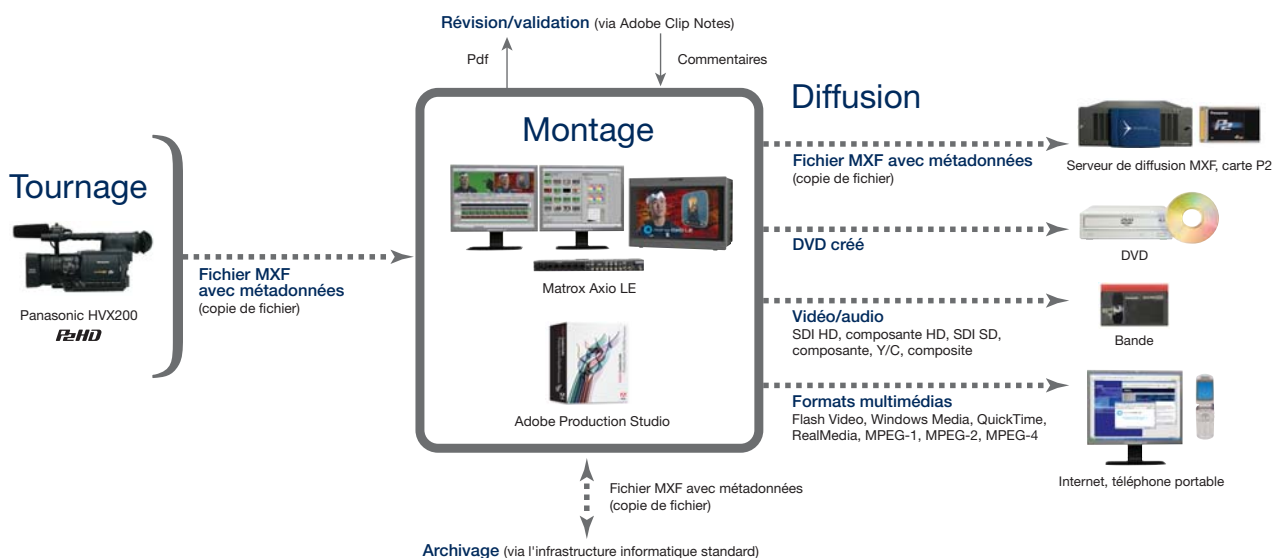 Révision/validation (via Adobe Clip Notes)
Pdf
Commentaires
Tournage
Panasonic HVX200
P2HD
Fichier MXF
avec métadonnées
(copie de fichier)
Montage
Matrox Axio LE
Adobe Production Studio
Diffusion
Fichier MXF avec métadonnées
(copie de fichier)
Serveur de diffusion MXF, carte P2
DVD créé
DVD
Vidéo/audio
SDI HD, composante HD, SDI SD,
composante, Y/C, composite
Bande
Formats multimédias
Flash Video, Windows Media, QuickTime,
RealMedia, MPEG-1, MPEG-2, MPEG-4
Internet, téléphone portable
Fichier MXF avec métadonnées
(copie de fichier)
Archivage (via l'infrastructure informatique standard)